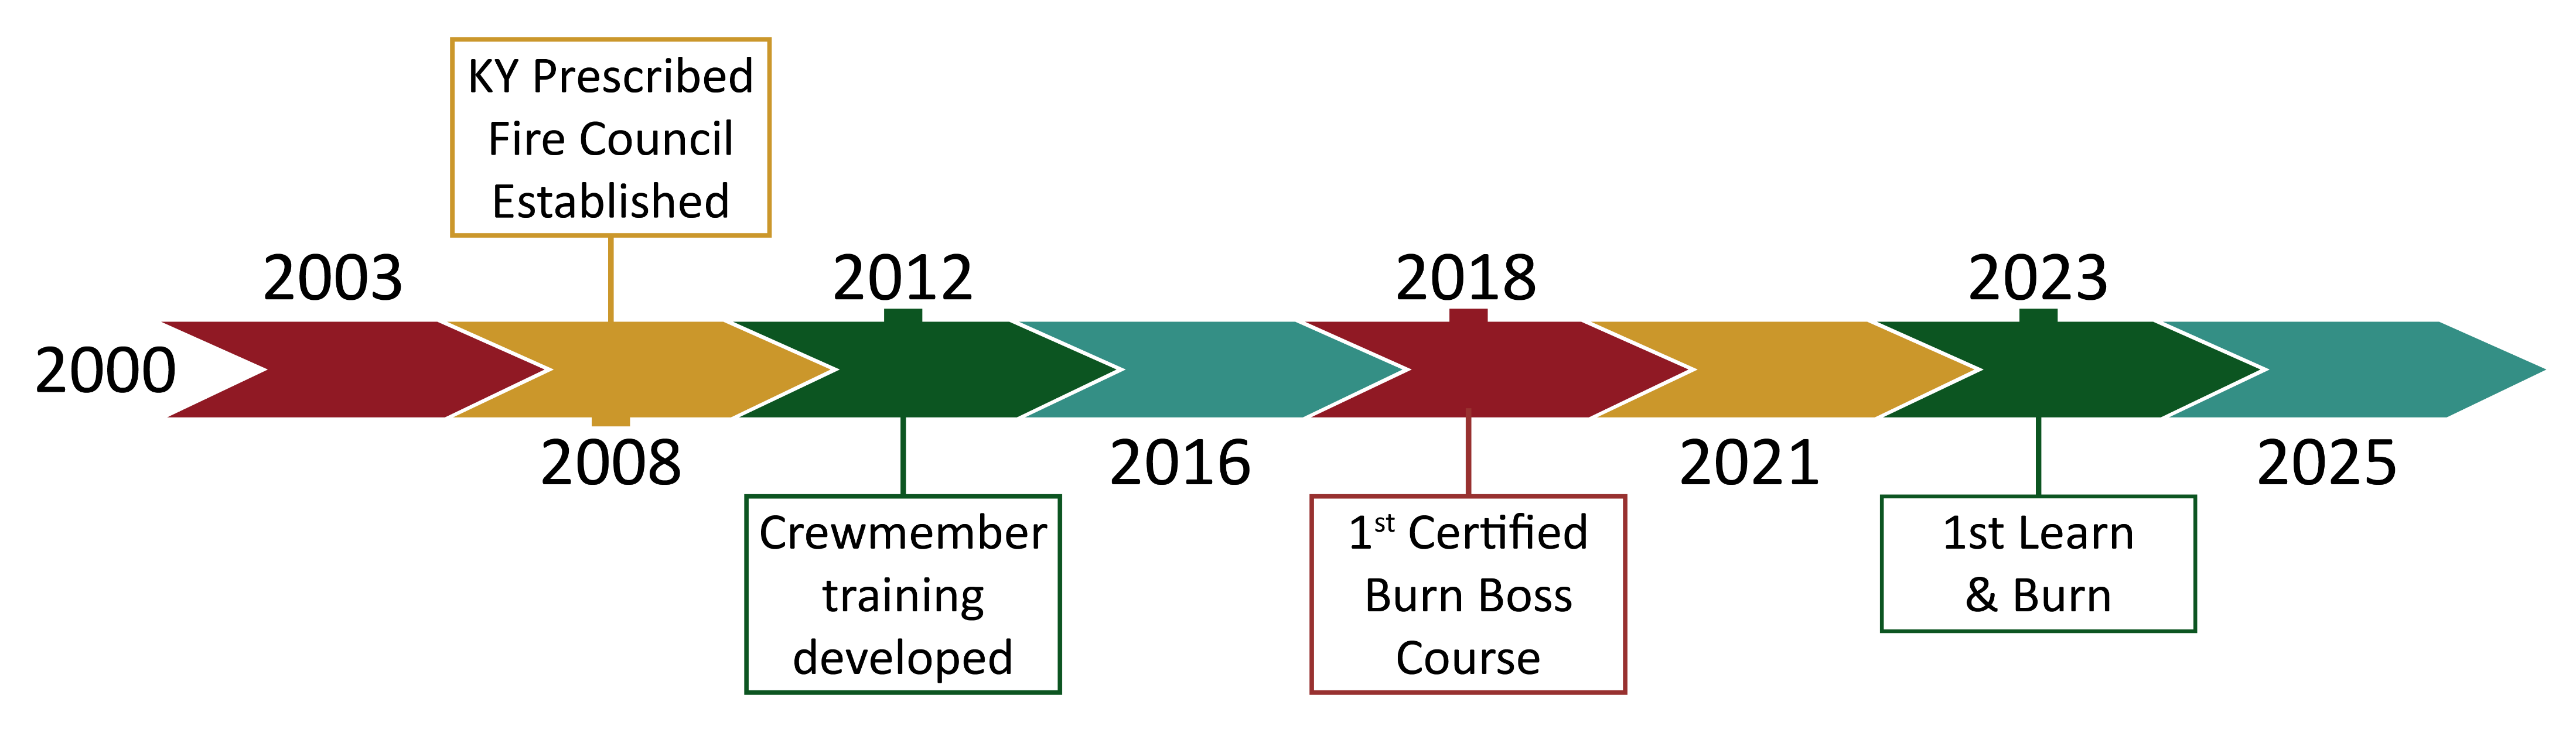 KY Prescribed
Fire Council
Established
2003
2012
2018
2023
2000
2008
2016
2021
2025
Crewmember
training
developed
1st Certified
Burn Boss
Course
1st Learn
& Burn